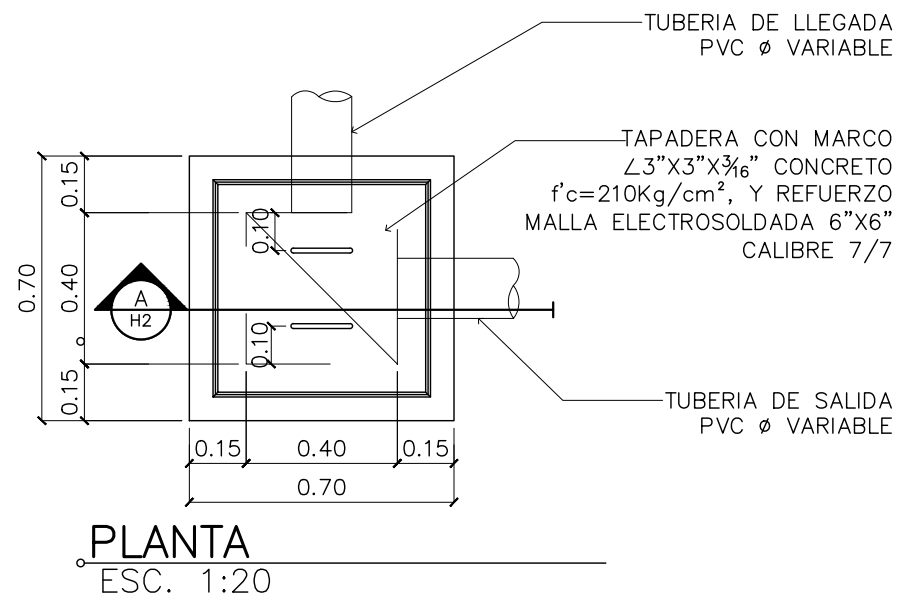 TUBERIA DE LLEGADA
PVC Ø VARIABLE
TAPADERA CON MARCO
∠3"X3"X3/16" CONCRETO
f'c=210Kg/cm², Y REFUERZO
MALLA ELECTROSOLDADA 6"X6"
CALIBRE 7/7
0.15
0.10
0.70
0.40
A
H2
0.10
0.15
TUBERIA DE SALIDA
PVC Ø VARIABLE
0.15 0.40 0.15
0.70
PLANTA
ESC. 1:20